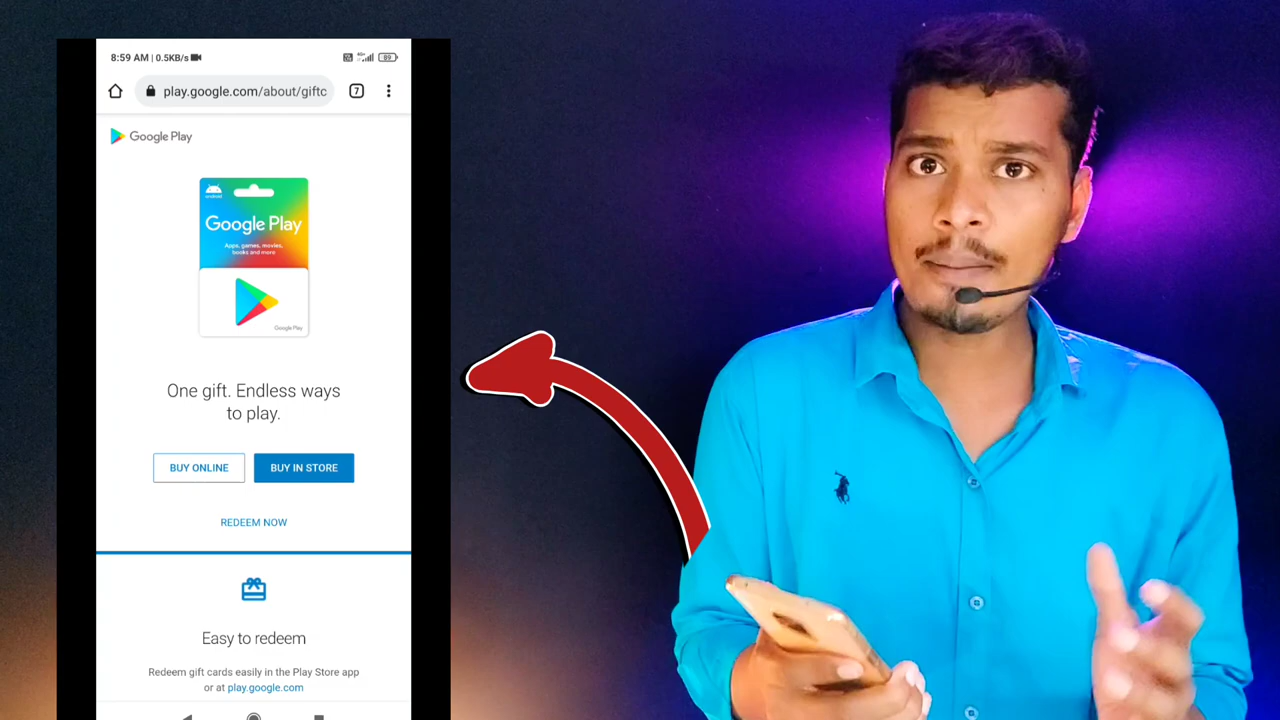 8:59 AM | 0.5KB/s
4G+
89
play.google.com/about/giftc
7
Google Play
android
Google Play
Apps, games, movies,
books and more
Google Play
One gift. Endless ways
to play.
BUY ONLINE
BUY IN STORE
REDEEM NOW
Easy to redeem
Redeem gift cards easily in the Play Store app
or at play.google.com